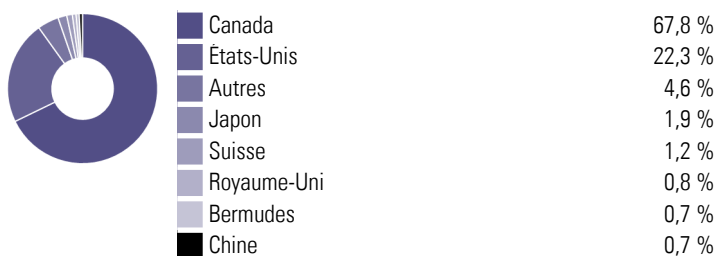 Canada 67,8 %
États-Unis 22,3 %
Autres 4,6 %
Japon 1,9 %
Suisse 1,2 %
Royaume-Uni 0,8 %
Bermudes 0,7 %
Chine 0,7 %